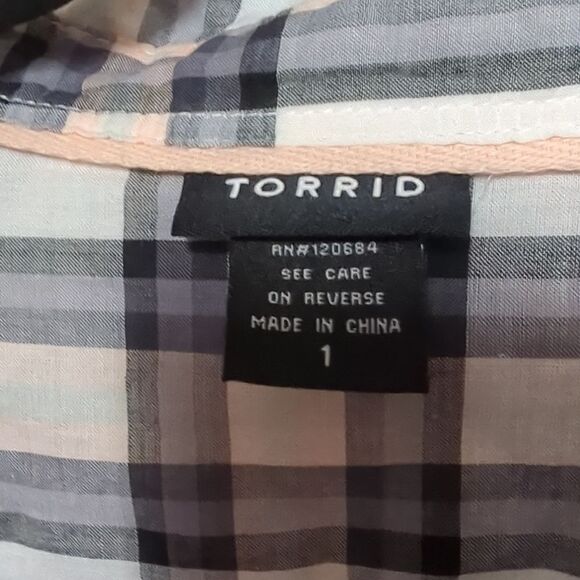 TORRID
RN#120684
SEE CARE
ON REVERSE
MADE IN CHINA
1